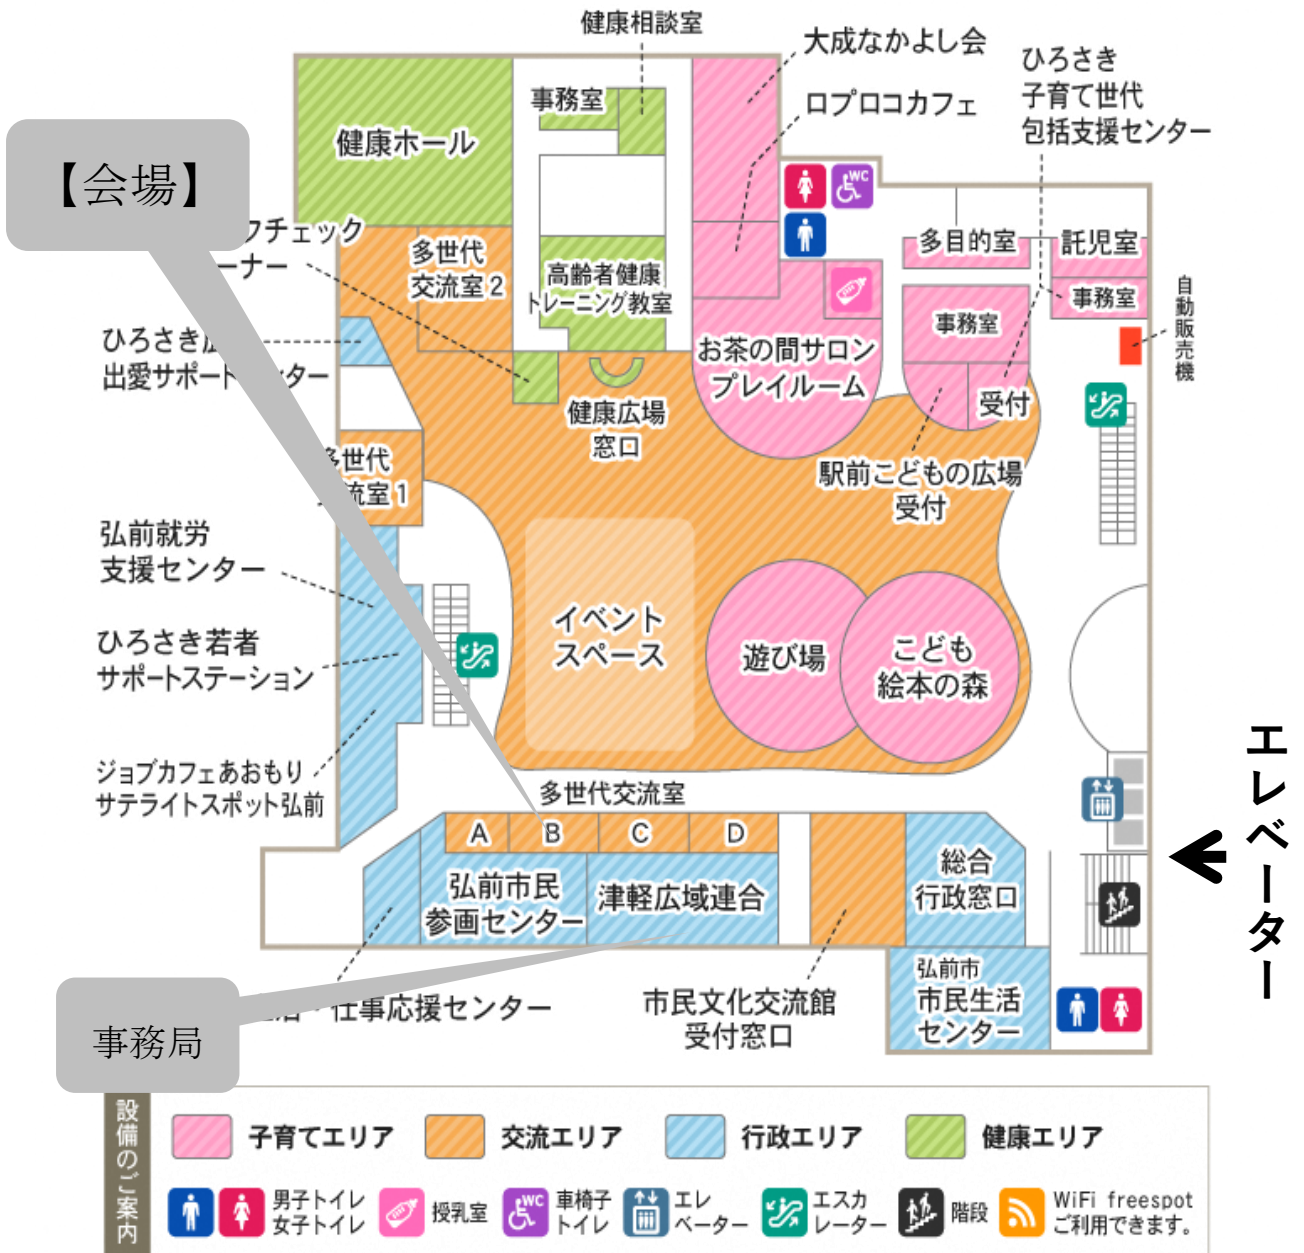 健康相談室
大成なかよし会
ロプロコカフェ
ひろさき
子育て世代
包括支援センター
事務室
健康ホール
【会場】
フチェック
ーナー
多世代
交流室2
高齢者健康
トレーニング教室
WC
多目的室
託児室
事務室
事務室
自動販売機
お茶の間サロン
プレイルーム
受付
ひろさき広
出愛サポート
ンター
健康広場
窓口
世代
流室1
駅前こどもの広場
受付
弘前就労
支援センター
イベント
スペース
遊び場
こども
絵本の森
ひろさき若者
サポートステーション
ジョブカフェあおもり
サテライトスポット弘前
エレベーター
多世代交流室
A
B
C
D
弘前市民
参画センター
津軽広域連合
総合
行政窓口
弘前市
市民生活
センター
仕事応援センター
市民文化交流館
受付窓口
事務局
設備のご案内
子育てエリア
交流エリア
行政エリア
健康エリア
男子トイレ
女子トイレ
授乳室
WC
車椅子
トイレ
エレ
ベーター
エスカ
レーター
階段
WiFi freespot
ご利用できます。